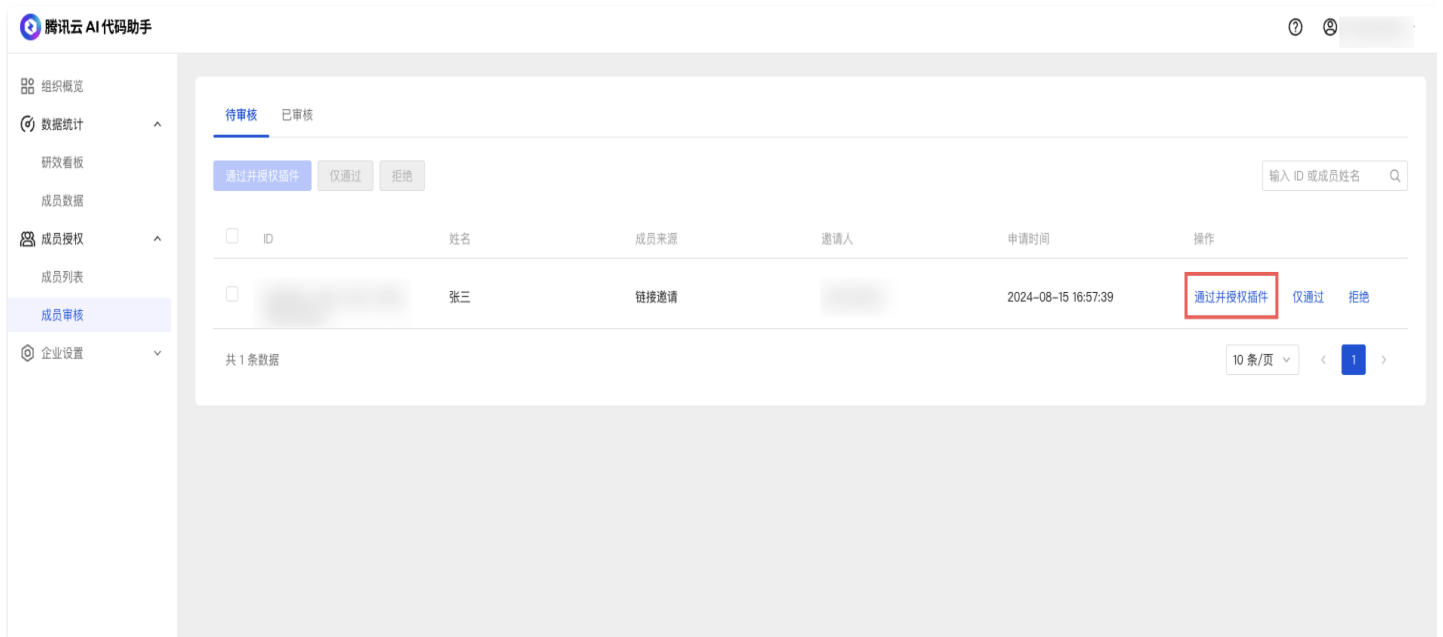 腾讯云 AI 代码助手
组织概览
数据统计
研效看板
成员数据
成员授权
成员列表
成员审核
企业设置
待审核 已审核
通过并授权插件 仅通过 拒绝 输入 ID 或成员姓名
ID 姓名 成员来源 邀请人 申请时间 操作
张三 链接邀请 2024-08-15 16:57:39 通过并授权插件 仅通过 拒绝
共 1 条数据 10 条/页 1